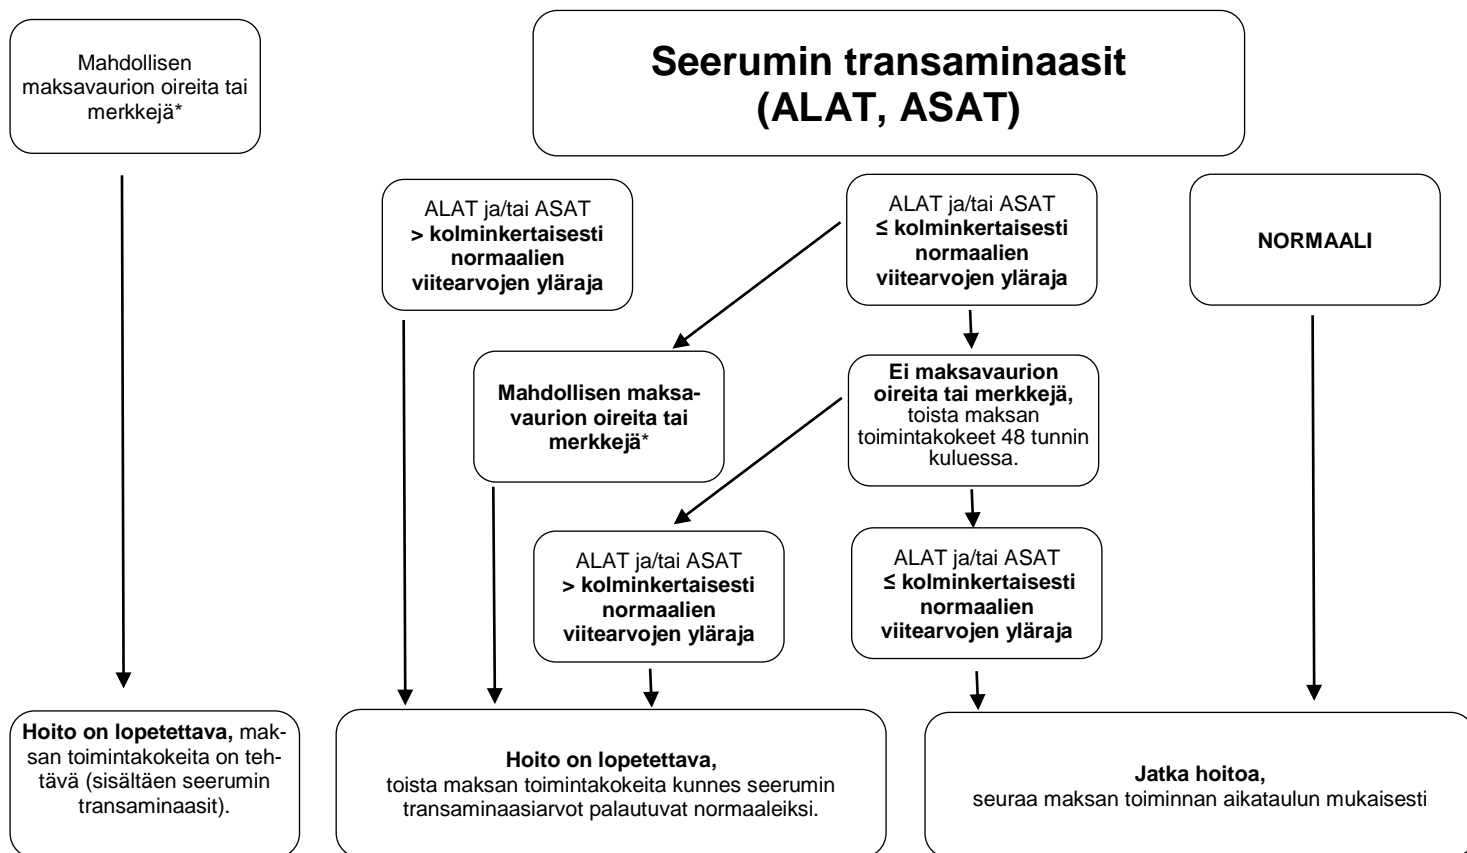 Mahdollisen
maksavaurion oireita tai
merkkejä*
Seerumin transaminaasit
(ALAT, ASAT)
ALAT ja/tai ASAT
> kolminkertaisesti
normaalien
viitearvojen yläraja
ALAT ja/tai ASAT
≤ kolminkertaisesti
normaalien
viitearvojen yläraja
NORMAALI
Mahdollisen maksa-
vaurion oireita tai
merkkejä*
Ei maksavaurion
oireita tai merkkejä,
toista maksan
toimintakokeet 48 tunnin
kuluessa.
ALAT ja/tai ASAT
> kolminkertaisesti
normaalien
viitearvojen yläraja
ALAT ja/tai ASAT
≤ kolminkertaisesti
normaalien
viitearvojen yläraja
Hoito on lopetettava, mak-
san toimintakokeita on teh-
tävä (sisältäen seerumin
transaminaasit).
Hoito on lopetettava,
toista maksan toimintakokeita kunnes seerumin
transaminaasiarvot palautuvat normaaleiksi.
Jatka hoitoa,
seuraa maksan toiminnan aikataulun mukaisesti